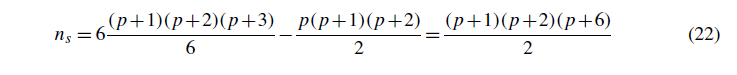 n_s = 6 (p+1)(p+2)(p+3)/6 − p(p+1)(p+2)/2 = (p+1)(p+2)(p+6)/2 (22)